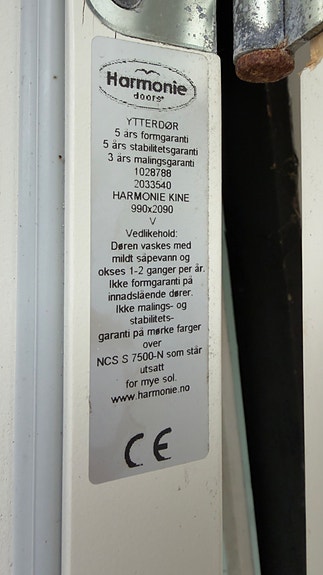 Harmonie
doors®
YTTERDØR
5 års formgaranti
5 års stabilitetsgaranti
3 års malingsgaranti
1028788
2033540
HARMONIE KINE
990x2090
V
Vedlikehold:
Døren vaskes med
mildt såpevann og
okses 1-2 ganger per år.
Ikke formgaranti på
innadslående dører.
Ikke malings- og
stabilitets-
garanti på mørke farger
over
NCS S 7500-N som står
utsatt
for mye sol.
www.harmonie.no
CE